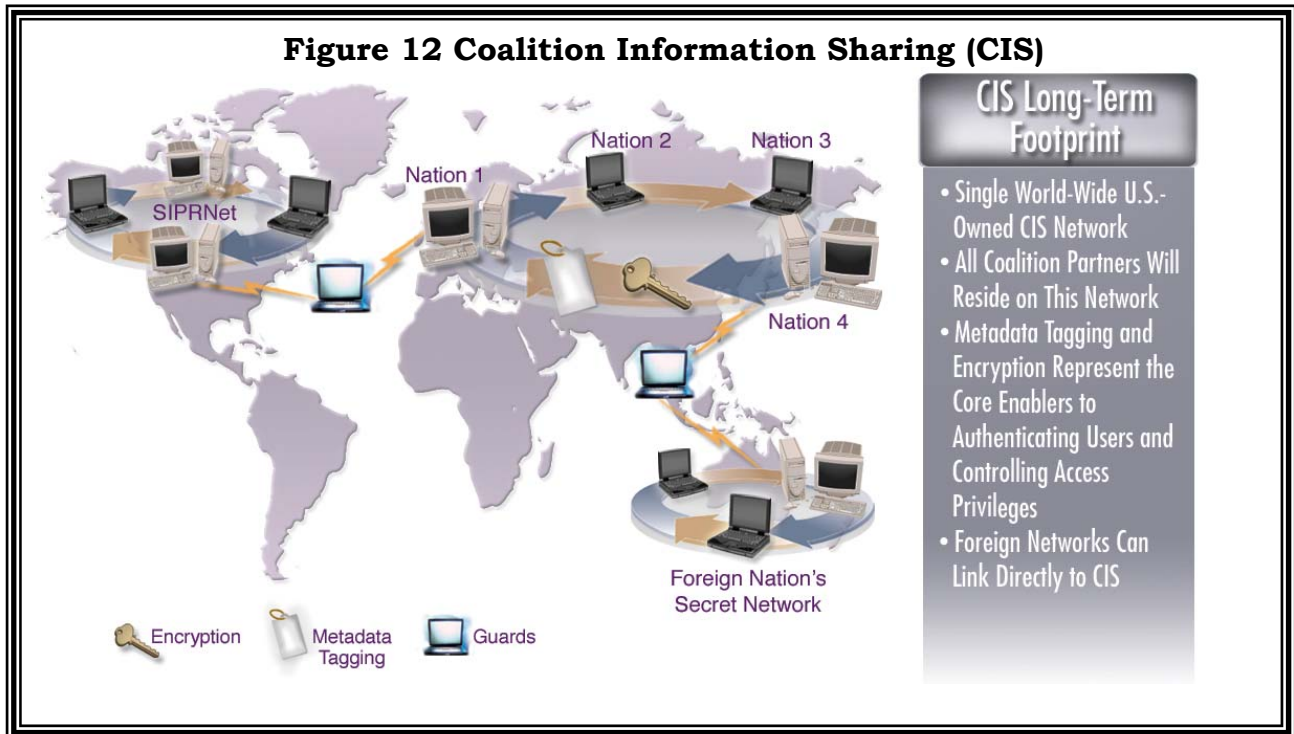 Figure 12 Coalition Information Sharing (CIS)
SIPRNet
Nation 1
Nation 2
Nation 3
Nation 4
Foreign Nation's
Secret Network
Encryption
Metadata
Tagging
Guards
CIS Long-Term
Footprint
• Single World-Wide U.S.-
Owned CIS Network
• All Coalition Partners Will
Reside on This Network
• Metadata Tagging and
Encryption Represent the
Core Enablers to
Authenticating Users and
Controlling Access
Privileges
• Foreign Networks Can
Link Directly to CIS